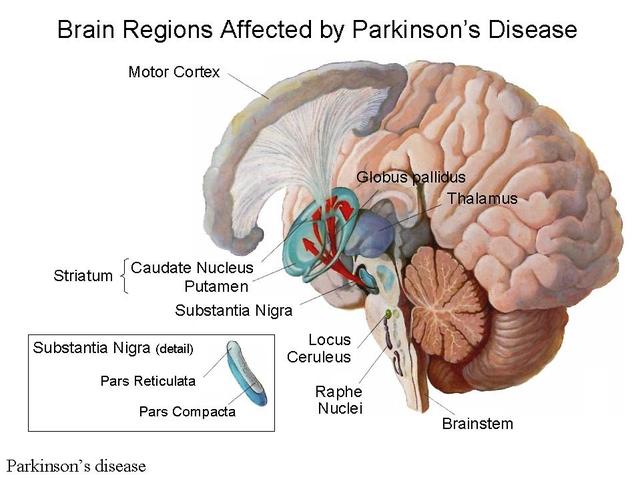 Brain Regions Affected by Parkinson's Disease
Motor Cortex
Globus pallidus
Thalamus
Striatum
Caudate Nucleus
Putamen
Substantia Nigra
Substantia Nigra (detail)
Pars Reticulata
Pars Compacta
Locus
Ceruleus
Raphe
Nuclei
Brainstem
Parkinson's disease